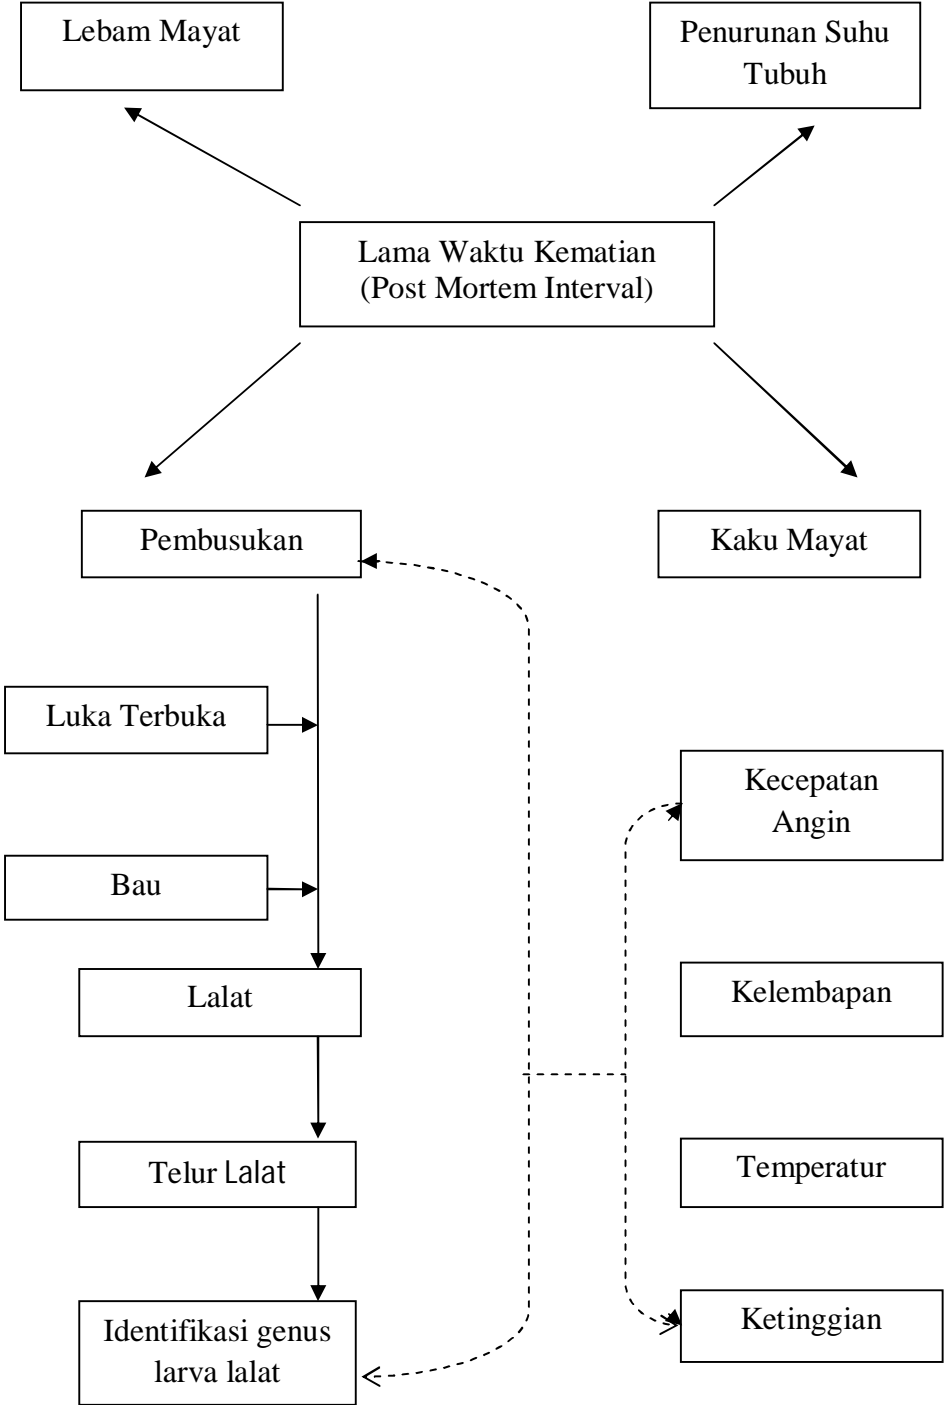 Lebam Mayat
Penurunan Suhu
Tubuh
Lama Waktu Kematian
(Post Mortem Interval)
Pembusukan
Kaku Mayat
Luka Terbuka
Kecepatan
Angin
Bau
Lalat
Kelembapan
Telur Lalat
Temperatur
Identifikasi genus
larva lalat
Ketinggian